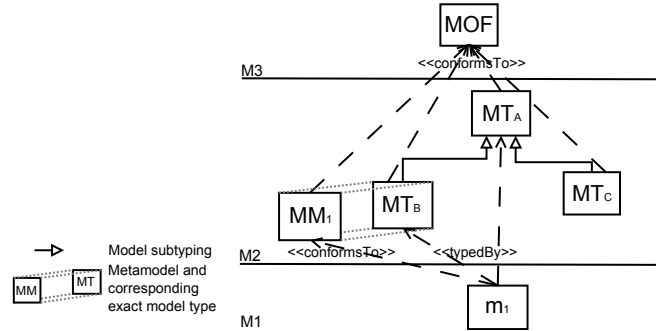 MOF
<<conformsTo>>
M3
MTA
MM1
MTB
MTC
Model subtyping
<<conformsTo>>
<<typedBy>>
M2
Metamodel and
corresponding
exact model type
MM
MT
m1
M1